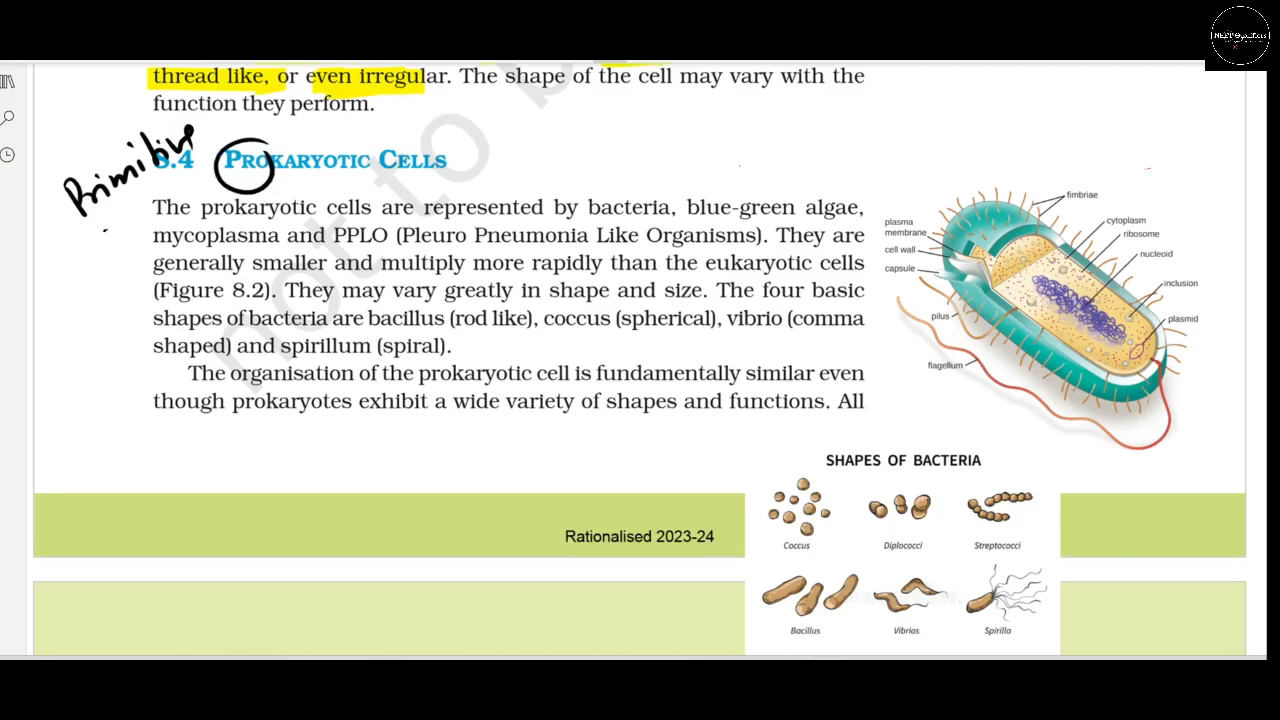 thread like, or even irregular. The shape of the cell may vary with the
function they perform.
Primitive
8.4 PROKARYOTIC CELLS
The prokaryotic cells are represented by bacteria, blue-green algae,
mycoplasma and PPLO (Pleuro Pneumonia Like Organisms). They are
generally smaller and multiply more rapidly than the eukaryotic cells
(Figure 8.2). They may vary greatly in shape and size. The four basic
shapes of bacteria are bacillus (rod like), coccus (spherical), vibrio (comma
shaped) and spirillum (spiral).
The organisation of the prokaryotic cell is fundamentally similar even
though prokaryotes exhibit a wide variety of shapes and functions. All
Rationalised 2023-24
fimbriae
cytoplasm
ribosome
nucleoid
inclusion
plasmid
plasma
membrane
cell wall
capsule
pilus
flagellum
SHAPES OF BACTERIA
Coccus
Diplococci
Streptococci
Bacillus
Vibrios
Spirilla
not to b